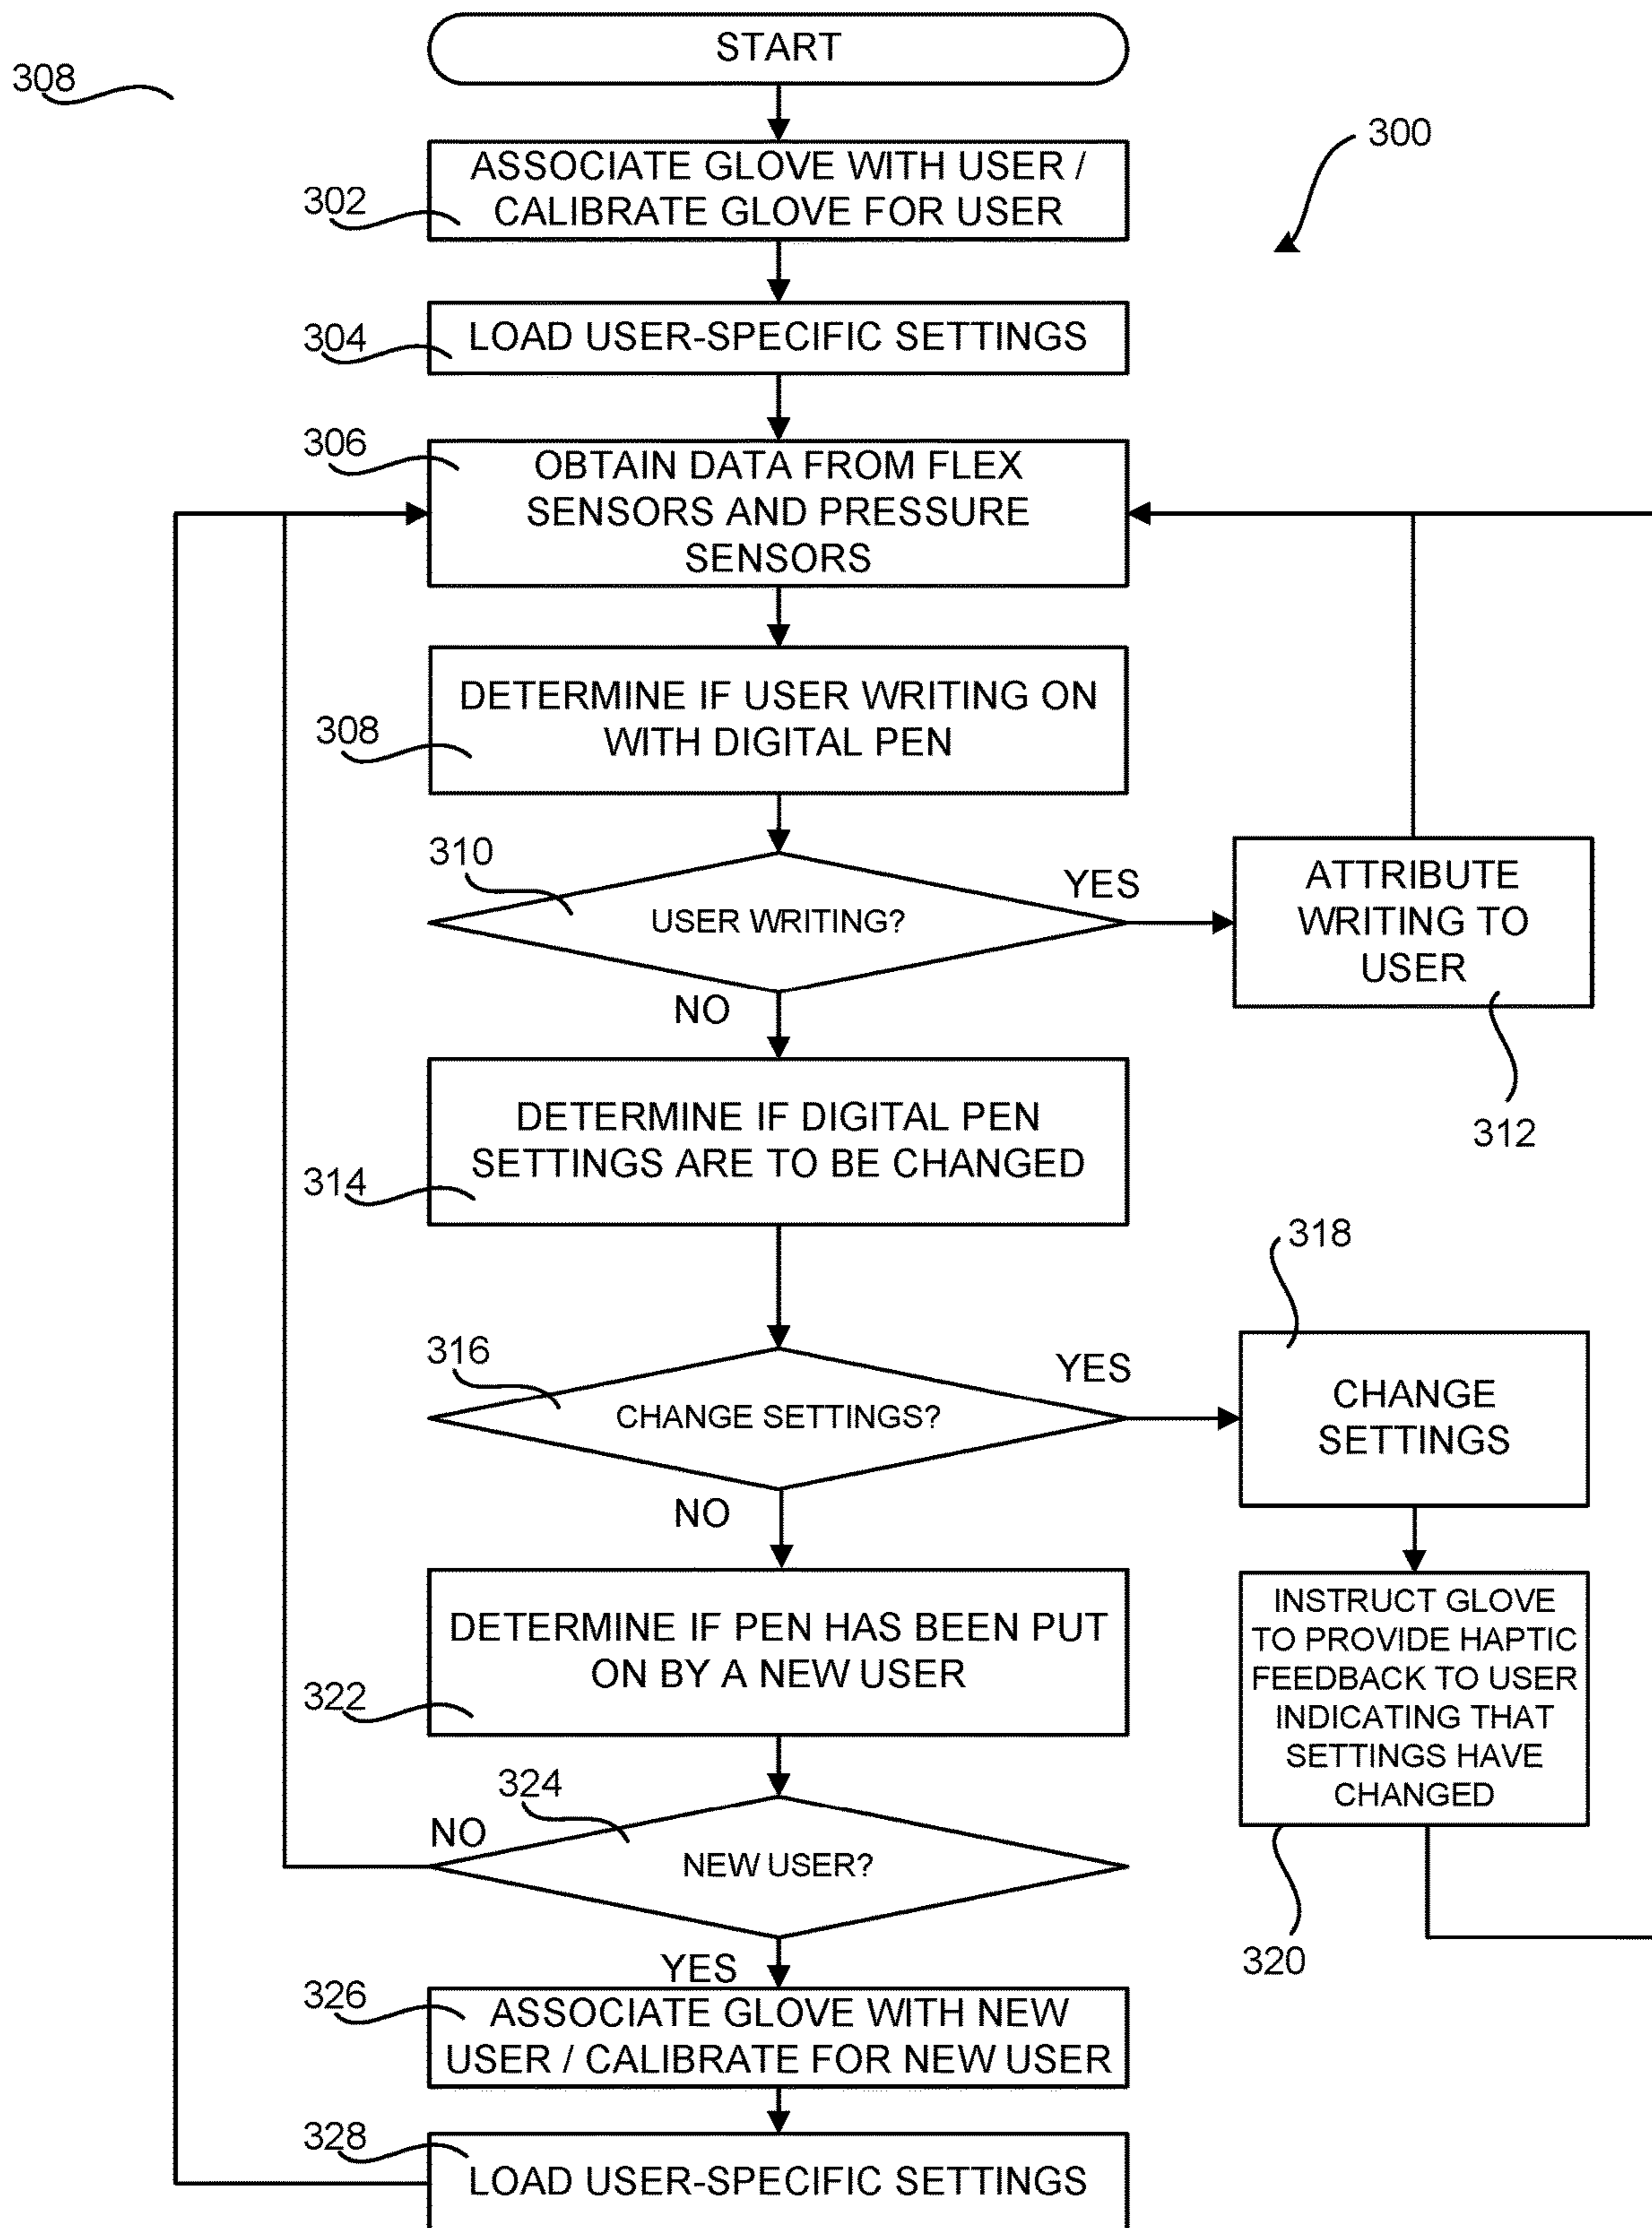 START
308
300
ASSOCIATE GLOVE WITH USER /
CALIBRATE GLOVE FOR USER
302
LOAD USER-SPECIFIC SETTINGS
304
306
OBTAIN DATA FROM FLEX
SENSORS AND PRESSURE
SENSORS
DETERMINE IF USER WRITING ON
WITH DIGITAL PEN
308
310
USER WRITING?
YES
ATTRIBUTE
WRITING TO
USER
312
NO
DETERMINE IF DIGITAL PEN
SETTINGS ARE TO BE CHANGED
314
316
CHANGE SETTINGS?
YES
318
CHANGE
SETTINGS
NO
INSTRUCT GLOVE
TO PROVIDE HAPTIC
FEEDBACK TO USER
INDICATING THAT
SETTINGS HAVE
CHANGED
320
DETERMINE IF PEN HAS BEEN PUT
ON BY A NEW USER
322
324
NO
NEW USER?
YES
326
ASSOCIATE GLOVE WITH NEW
USER / CALIBRATE FOR NEW USER
328
LOAD USER-SPECIFIC SETTINGS